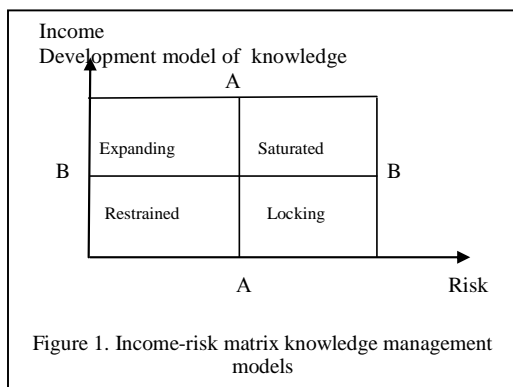 Income
Development model of knowledge
A
Expanding Saturated
B B
Restrained Locking
A Risk
Figure 1. Income-risk matrix knowledge management
models